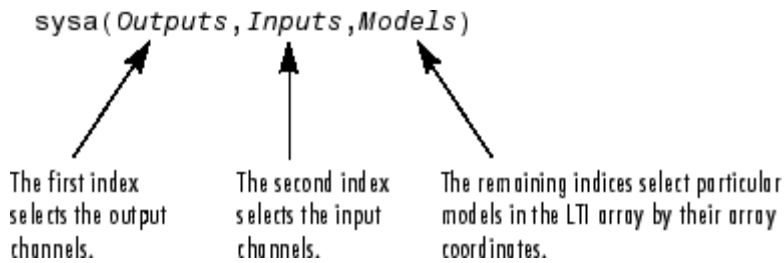 sysa(Outputs,Inputs,Models)
The first index
selects the output
channels.
The second index
selects the input
channels.
The remaining indices select particular
models in the LTI array by their array
coordinates.